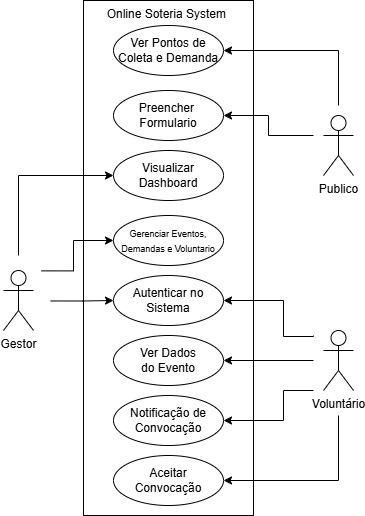 Online Soteria System
Ver Pontos de
Coleta e Demanda
Preencher
Formulario
Publico
Visualizar
Dashboard
Gerenciar Eventos,
Demandas e Voluntario
Gestor
Autenticar no
Sistema
Ver Dados
do Evento
Voluntário
Notificação de
Convocação
Aceitar
Convocação